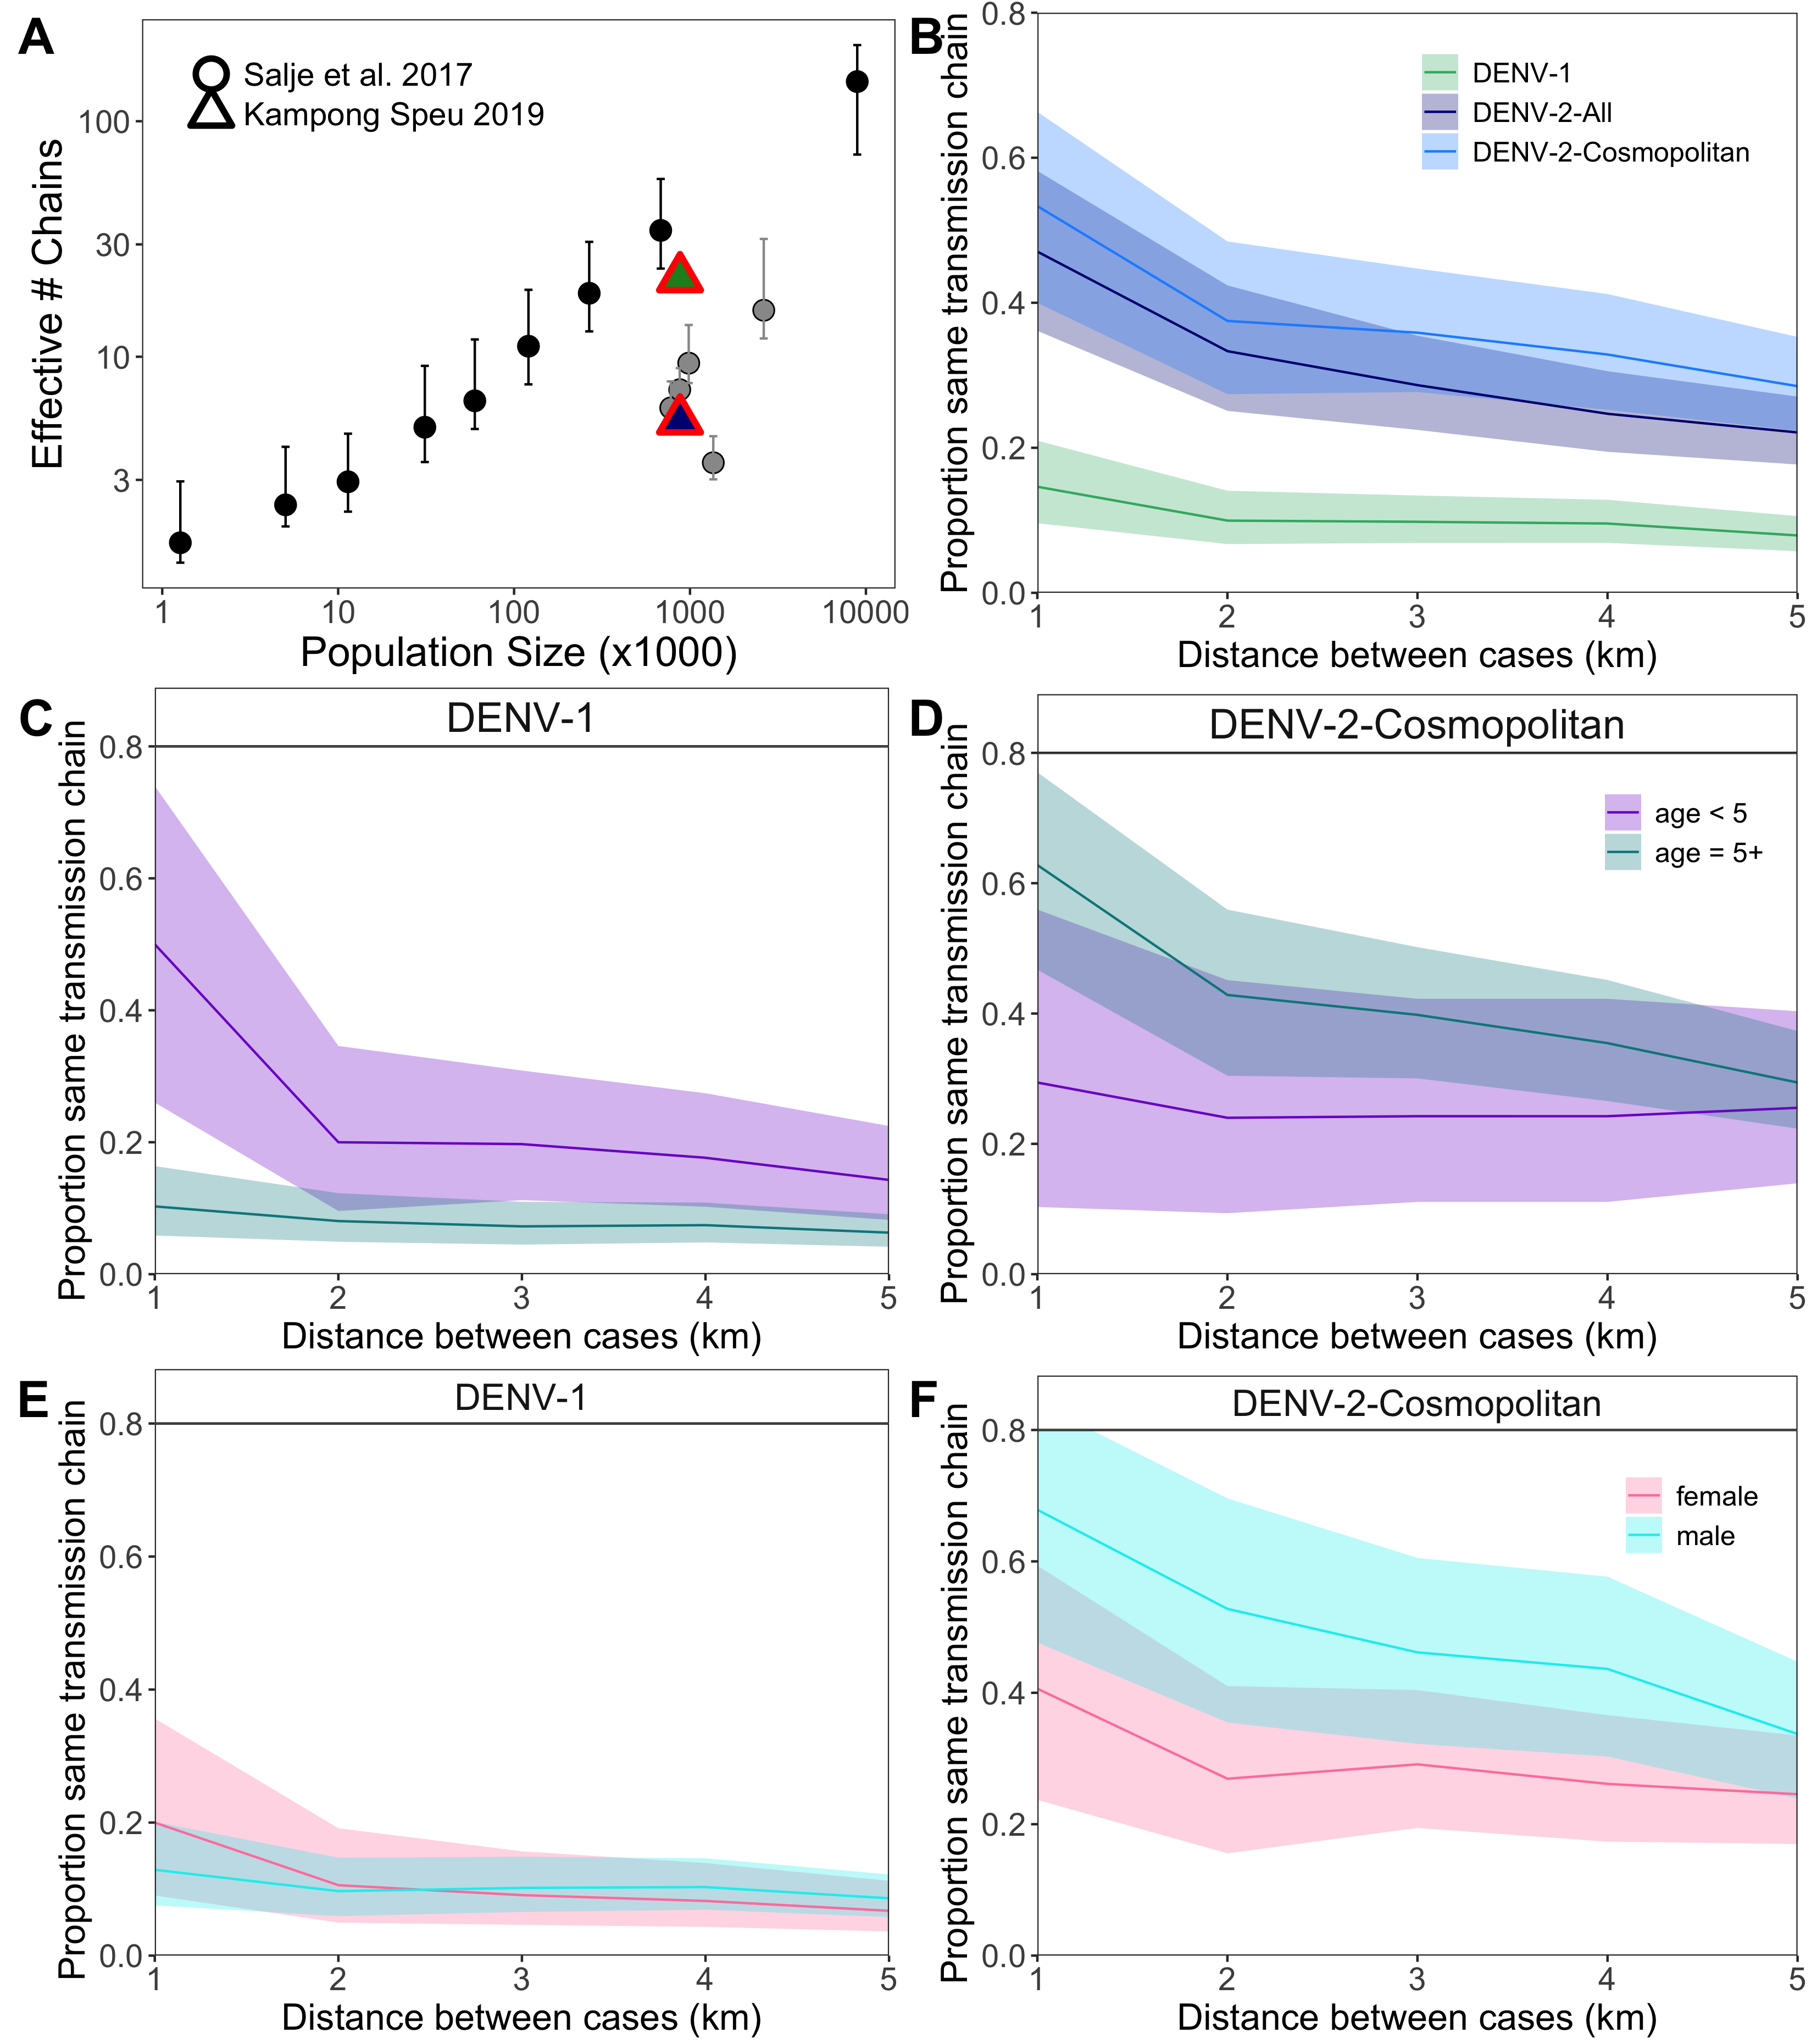 A
Salje et al. 2017
Kampong Speu 2019
Effective # Chains
100
30
10
3
1
10
100
1000
10000
Population Size (x1000)
B
DENV-1
DENV-2-All
DENV-2-Cosmopolitan
Proportion same transmission chain
0.8
0.6
0.4
0.2
0.0
1
2
3
4
5
Distance between cases (km)
C
DENV-1
Proportion same transmission chain
0.8
0.6
0.4
0.2
0.0
1
2
3
4
5
Distance between cases (km)
D
DENV-2-Cosmopolitan
age < 5
age = 5+
Proportion same transmission chain
0.8
0.6
0.4
0.2
0.0
1
2
3
4
5
Distance between cases (km)
E
DENV-1
Proportion same transmission chain
0.8
0.6
0.4
0.2
0.0
1
2
3
4
5
Distance between cases (km)
F
DENV-2-Cosmopolitan
female
male
Proportion same transmission chain
0.8
0.6
0.4
0.2
0.0
1
2
3
4
5
Distance between cases (km)